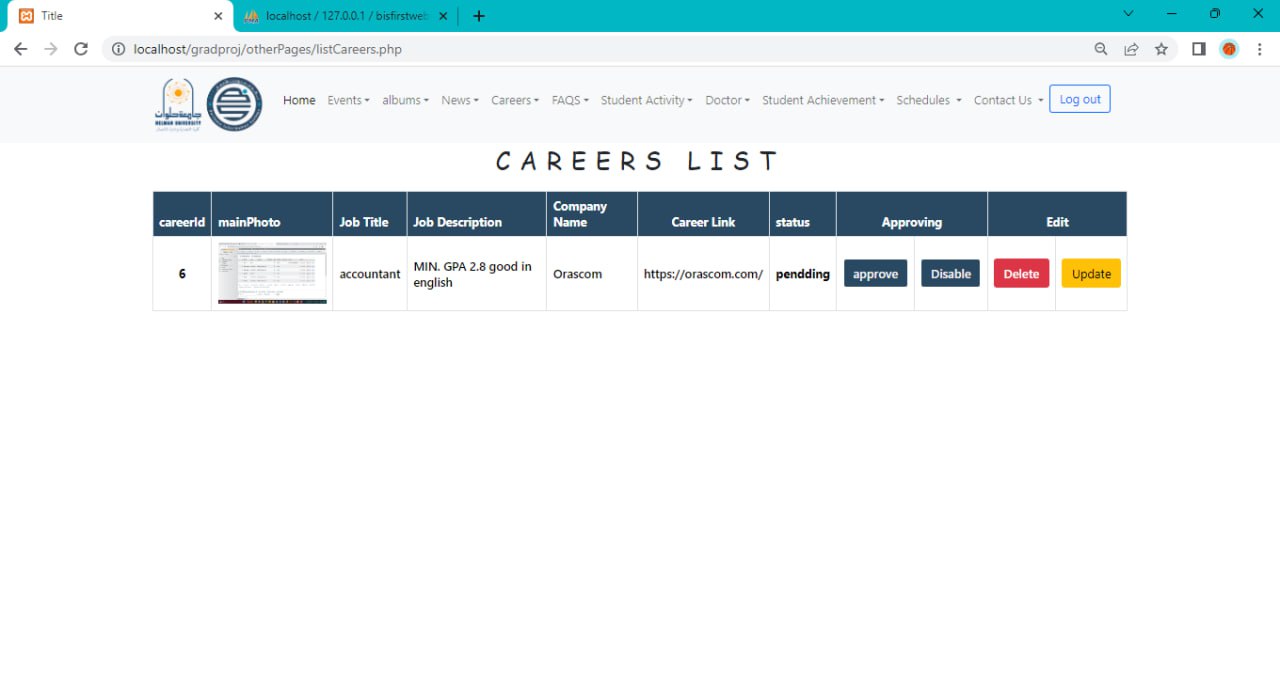 Title
localhost / 127.0.0.1 / bisfirstweb
localhost/gradproj/otherPages/listCareers.php
جامعة حلوان
HELWAN UNIVERSITY
Home Events albums News Careers FAQS Student Activity Doctor Student Achievement Schedules Contact Us Log out
CAREERS LIST
careerId mainPhoto Job Title Job Description Company Name Career Link status Approving Edit
6 accountant MIN. GPA 2.8 good in english Orascom https://orascom.com/ pendding approve Disable Delete Update